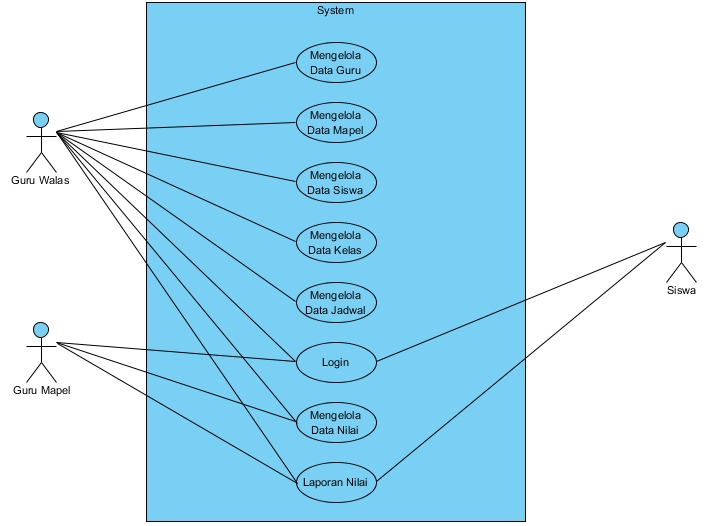 System
Mengelola
Data Guru
Mengelola
Data Mapel
Mengelola
Data Siswa
Mengelola
Data Kelas
Mengelola
Data Jadwal
Login
Mengelola
Data Nilai
Laporan Nilai
Guru Walas
Guru Mapel
Siswa